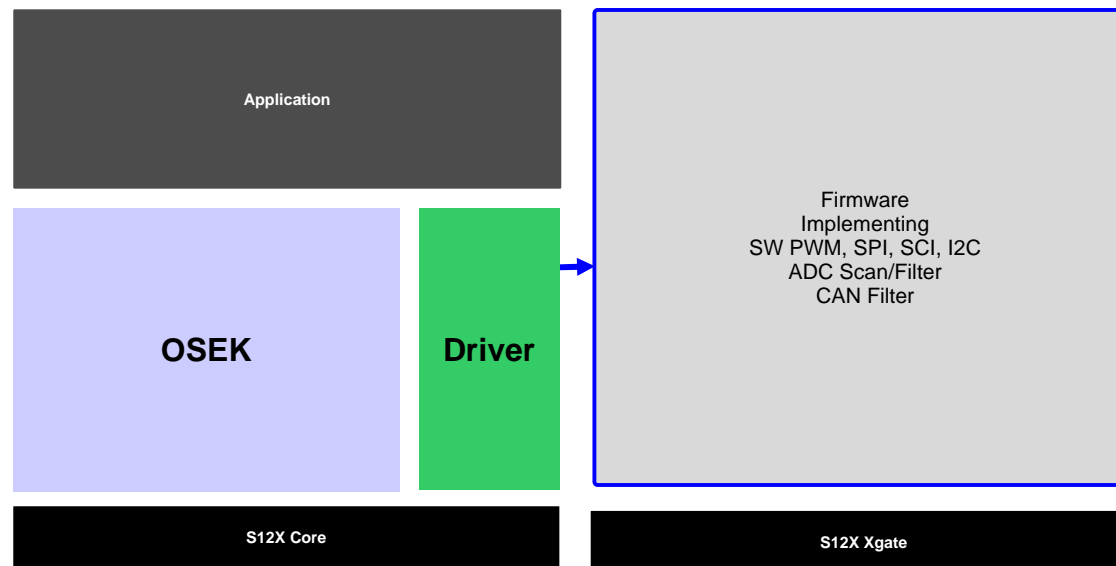 Application
Firmware
Implementing
SW PWM, SPI, SCI, I2C
ADC Scan/Filter
CAN Filter
OSEK
Driver
S12X Core
S12X Xgate